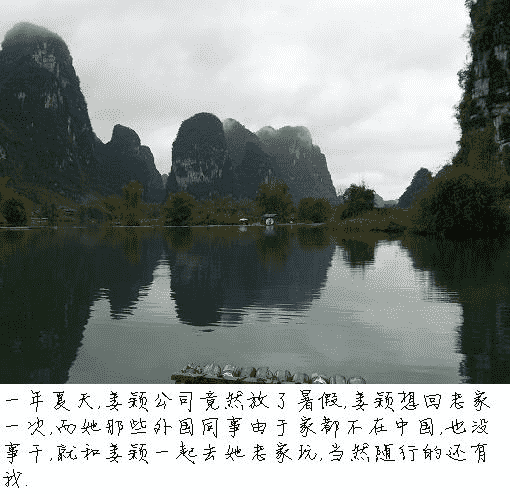 一年夏天,姜颖公司竟然放了暑假,姜颖想回老家
一次,而她那些外国同事由于家都不在中国,也没
事干,就和姜颖一起去她老家玩,当然随行的还有
我.